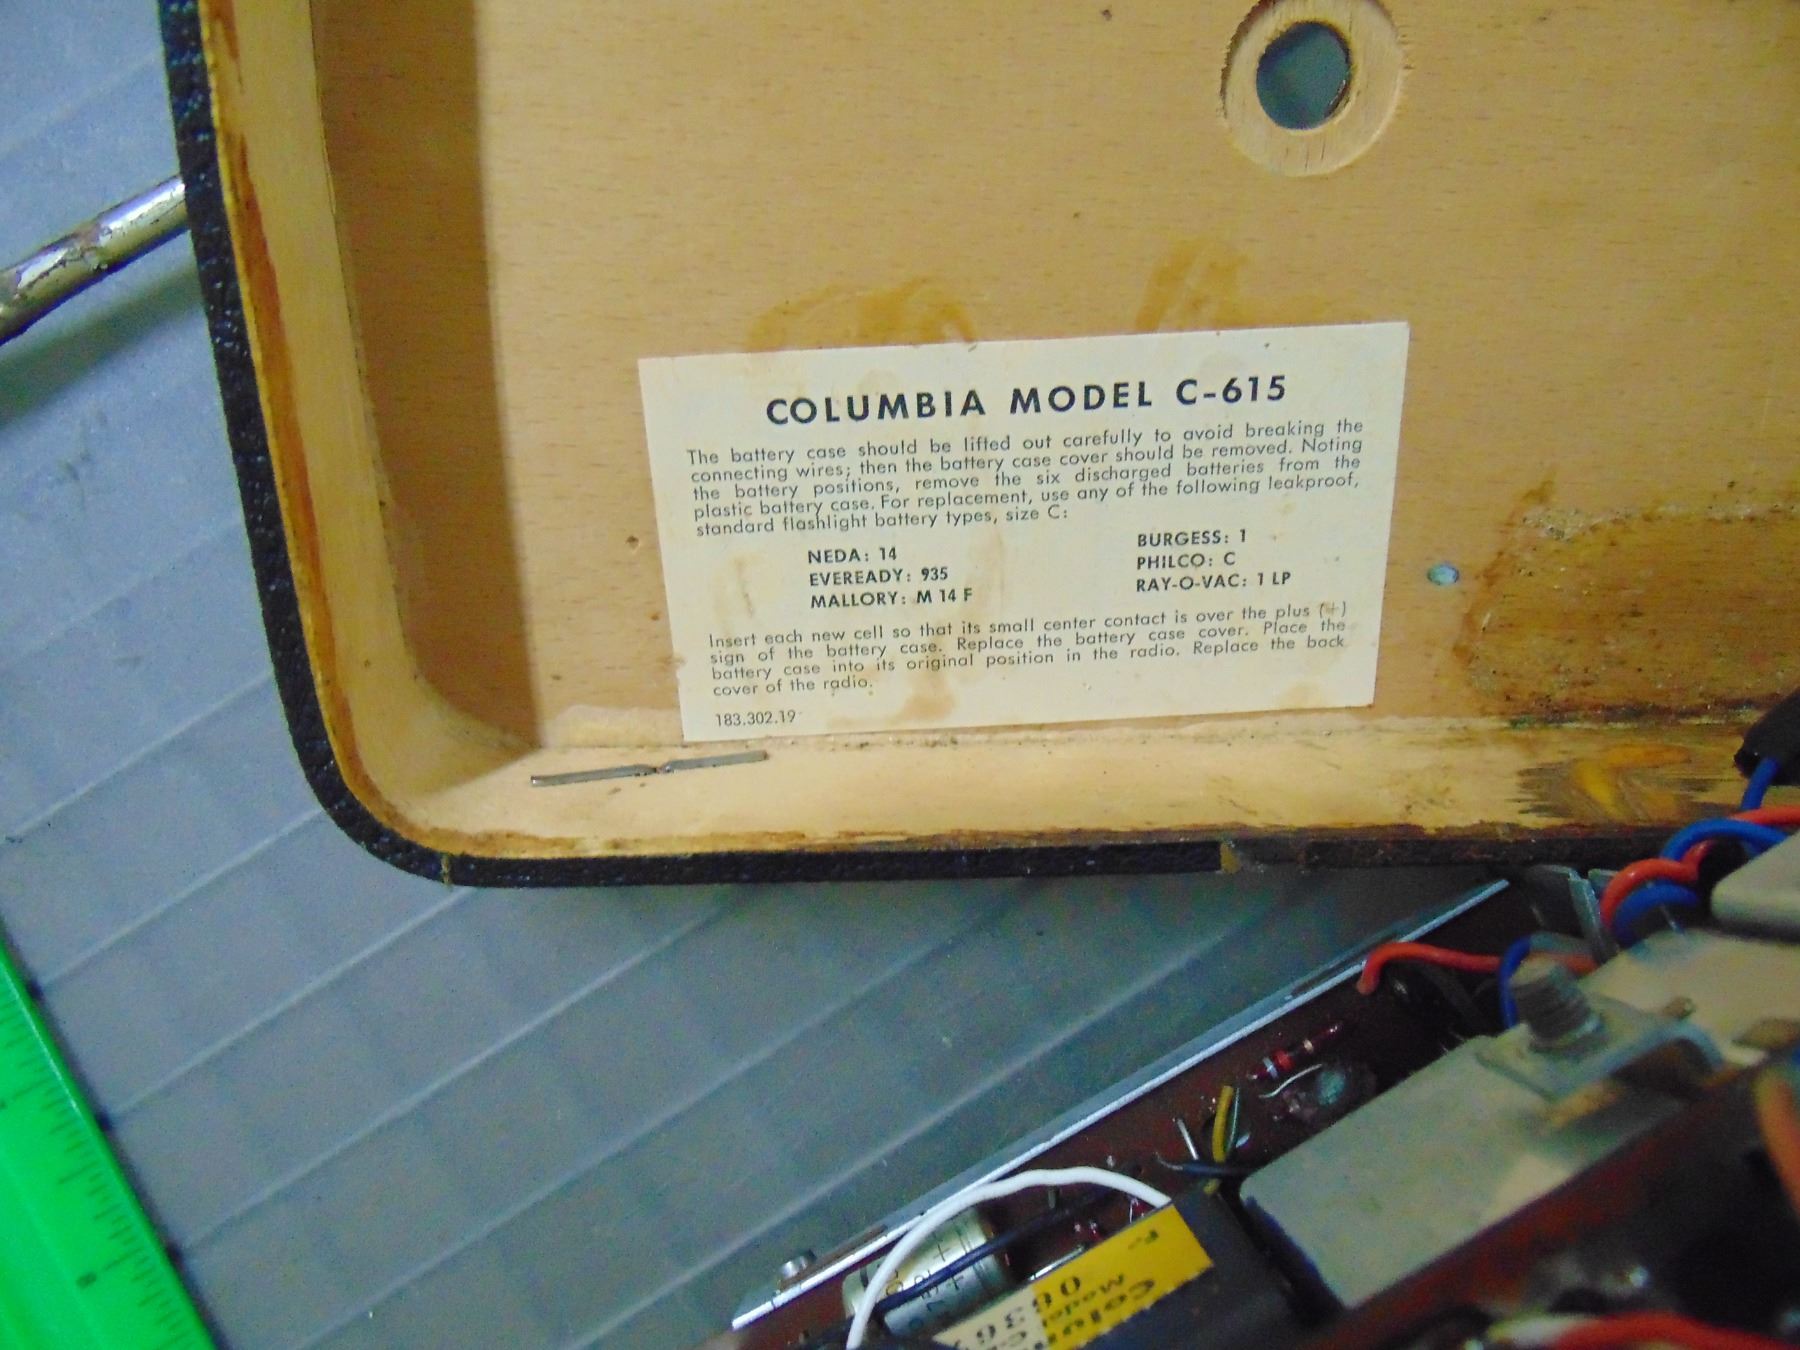 COLUMBIA MODEL C-615
The battery case should be lifted out carefully to avoid breaking the
connecting wires; then the battery case cover should be removed. Noting
the battery positions, remove the six discharged batteries from the
plastic battery case. For replacement, use any of the following leakproof,
standard flashlight battery types, size C:
NEDA: 14
EVEREADY: 935
MALLORY: M 14 F
BURGESS: 1
PHILCO: C
RAY-O-VAC: 1 LP
Insert each new cell so that its small center contact is over the plus (+)
sign of the battery case. Replace the battery case cover. Place the
battery case into its original position in the radio. Replace the back
cover of the radio.
183.302.19